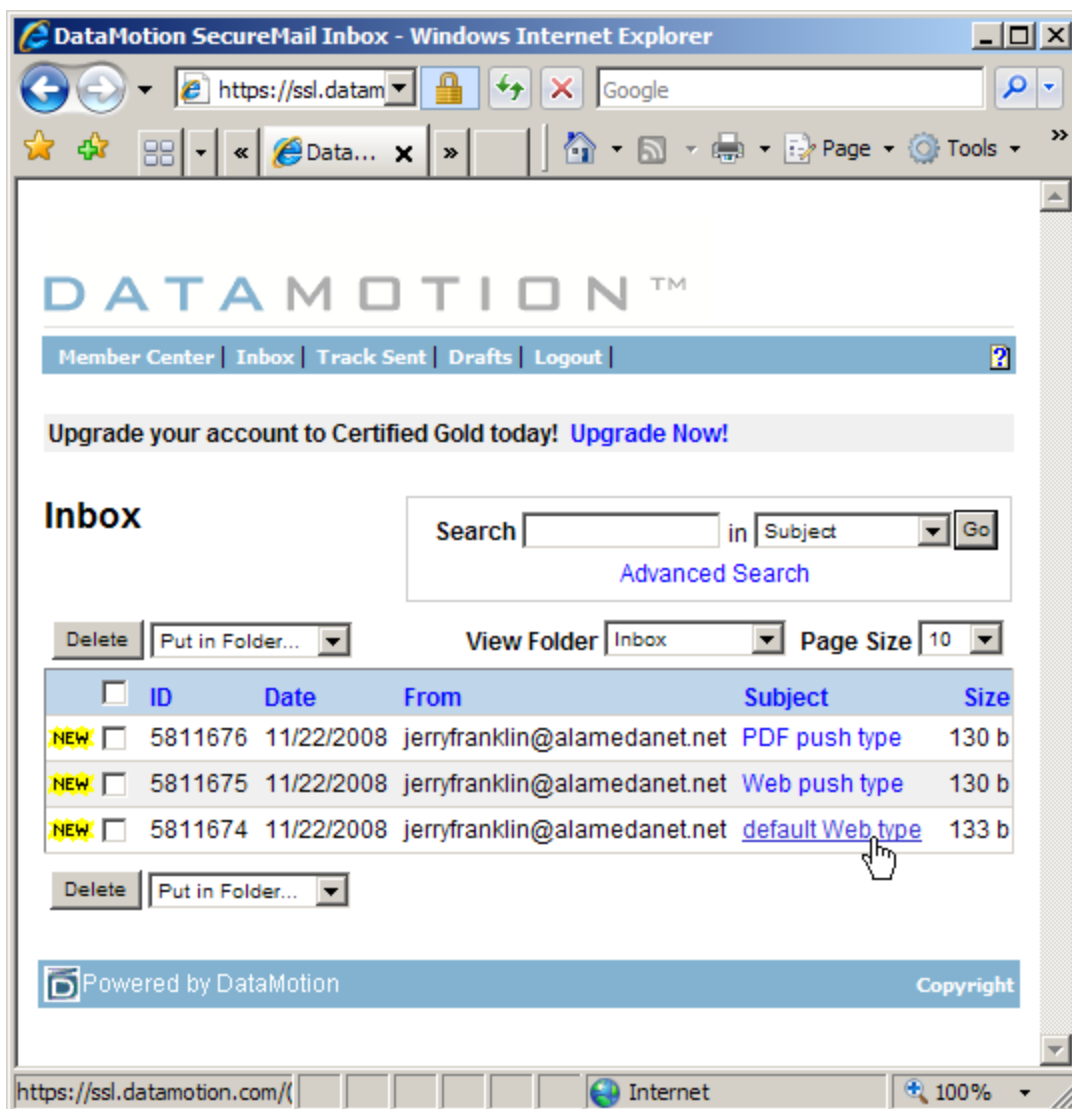 DataMotion SecureMail Inbox - Windows Internet Explorer
https://ssl.datam Google
« Data... x » Page Tools »
DATAMOTION™
Member Center | Inbox | Track Sent | Drafts | Logout | ?
Upgrade your account to Certified Gold today! Upgrade Now!
Inbox
Search in Subject Go
Advanced Search
Delete Put in Folder... View Folder Inbox Page Size 10
ID Date From Subject Size
NEW 5811676 11/22/2008 jerryfranklin@alamedanet.net PDF push type 130 b
NEW 5811675 11/22/2008 jerryfranklin@alamedanet.net Web push type 130 b
NEW 5811674 11/22/2008 jerryfranklin@alamedanet.net default Web type 133 b
Delete Put in Folder...
Powered by DataMotion Copyright
https://ssl.datamotion.com/( Internet 100%